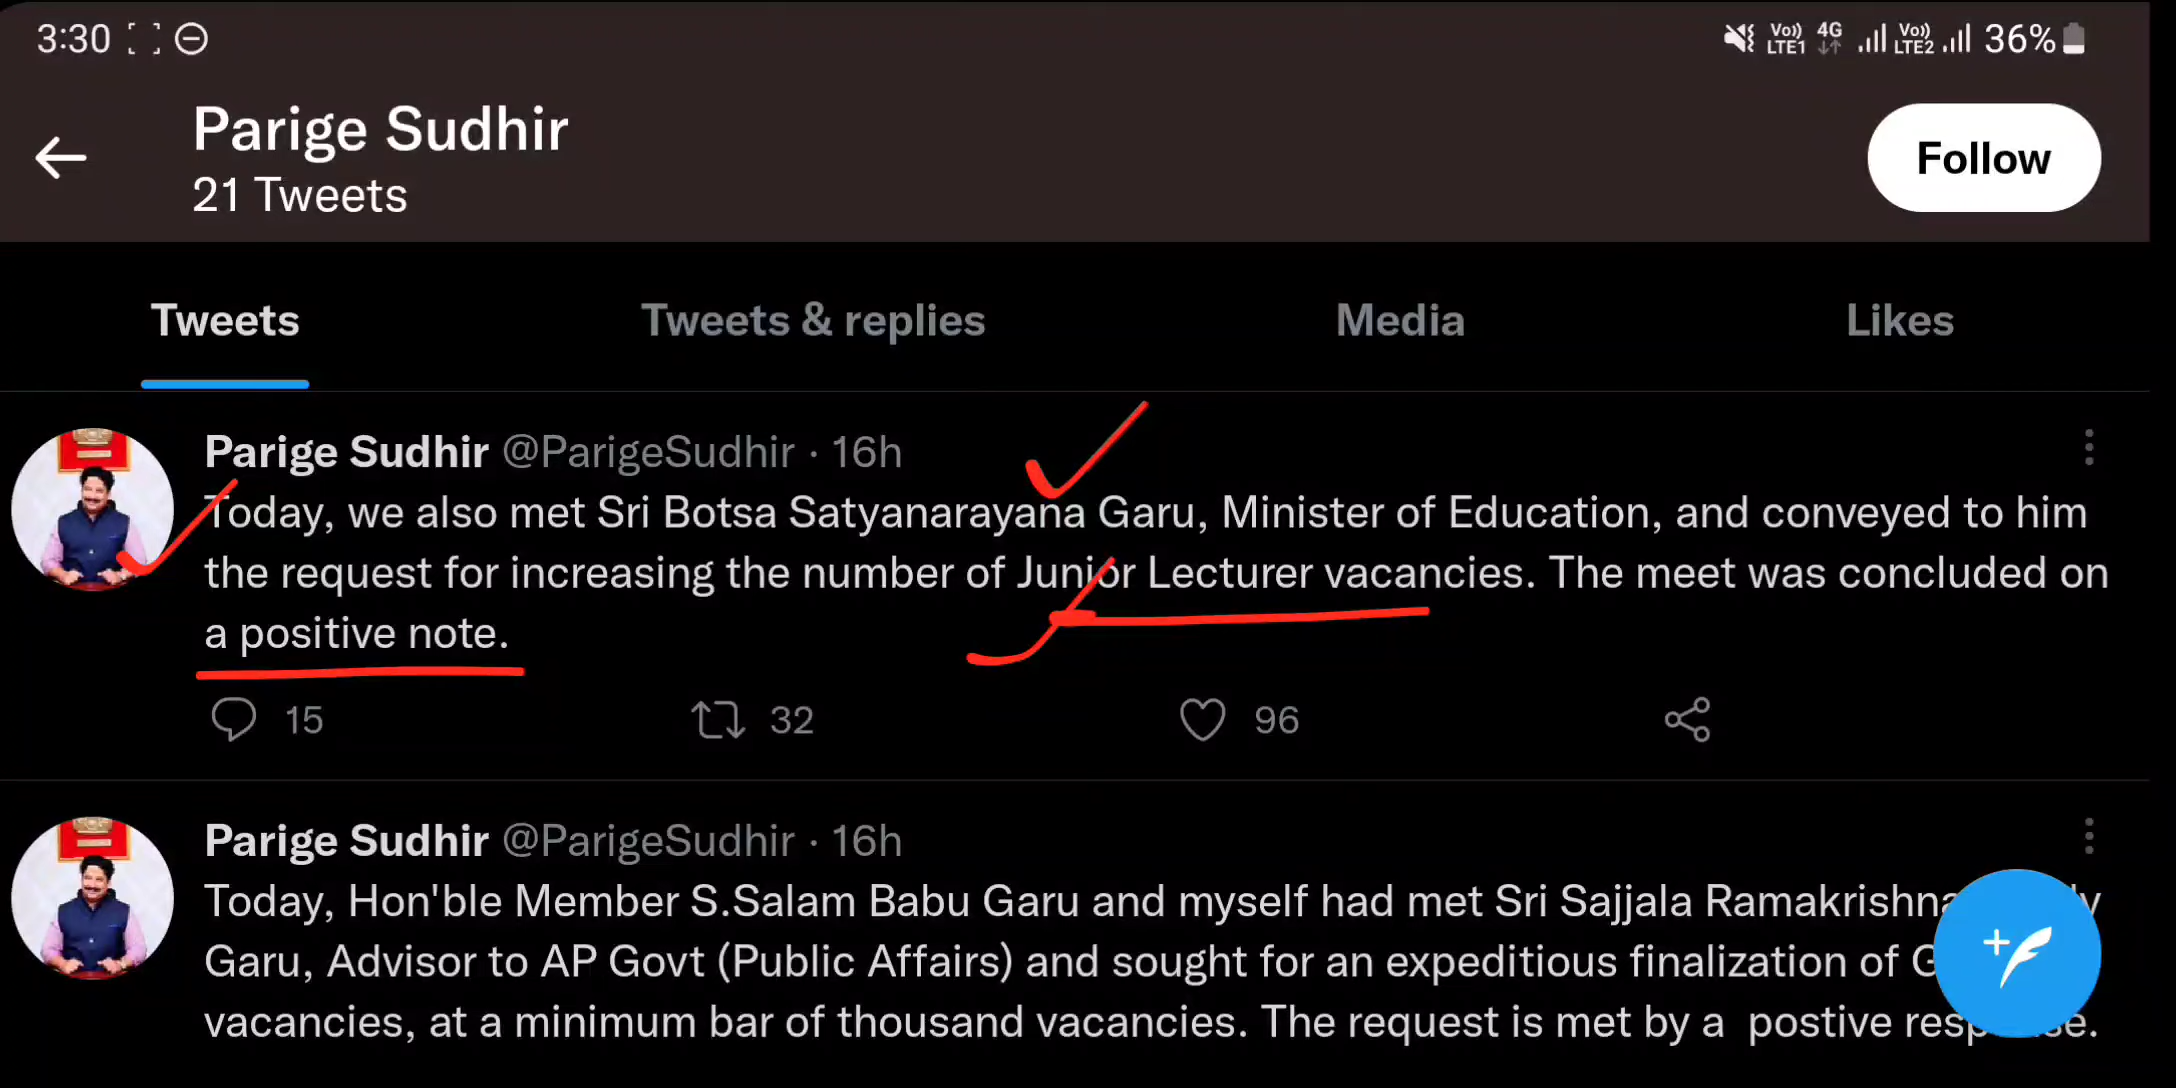 3:30 Vo)) LTE1 4G Vo)) LTE2 36%
Parige Sudhir
21 Tweets
Follow
Tweets Tweets & replies Media Likes
Parige Sudhir @ParigeSudhir · 16h
Today, we also met Sri Botsa Satyanarayana Garu, Minister of Education, and conveyed to him
the request for increasing the number of Junior Lecturer vacancies. The meet was concluded on
a positive note.
15 32 96
Parige Sudhir @ParigeSudhir · 16h
Today, Hon'ble Member S.Salam Babu Garu and myself had met Sri Sajjala Ramakrishna
Garu, Advisor to AP Govt (Public Affairs) and sought for an expeditious finalization of
vacancies, at a minimum bar of thousand vacancies. The request is met by a postive